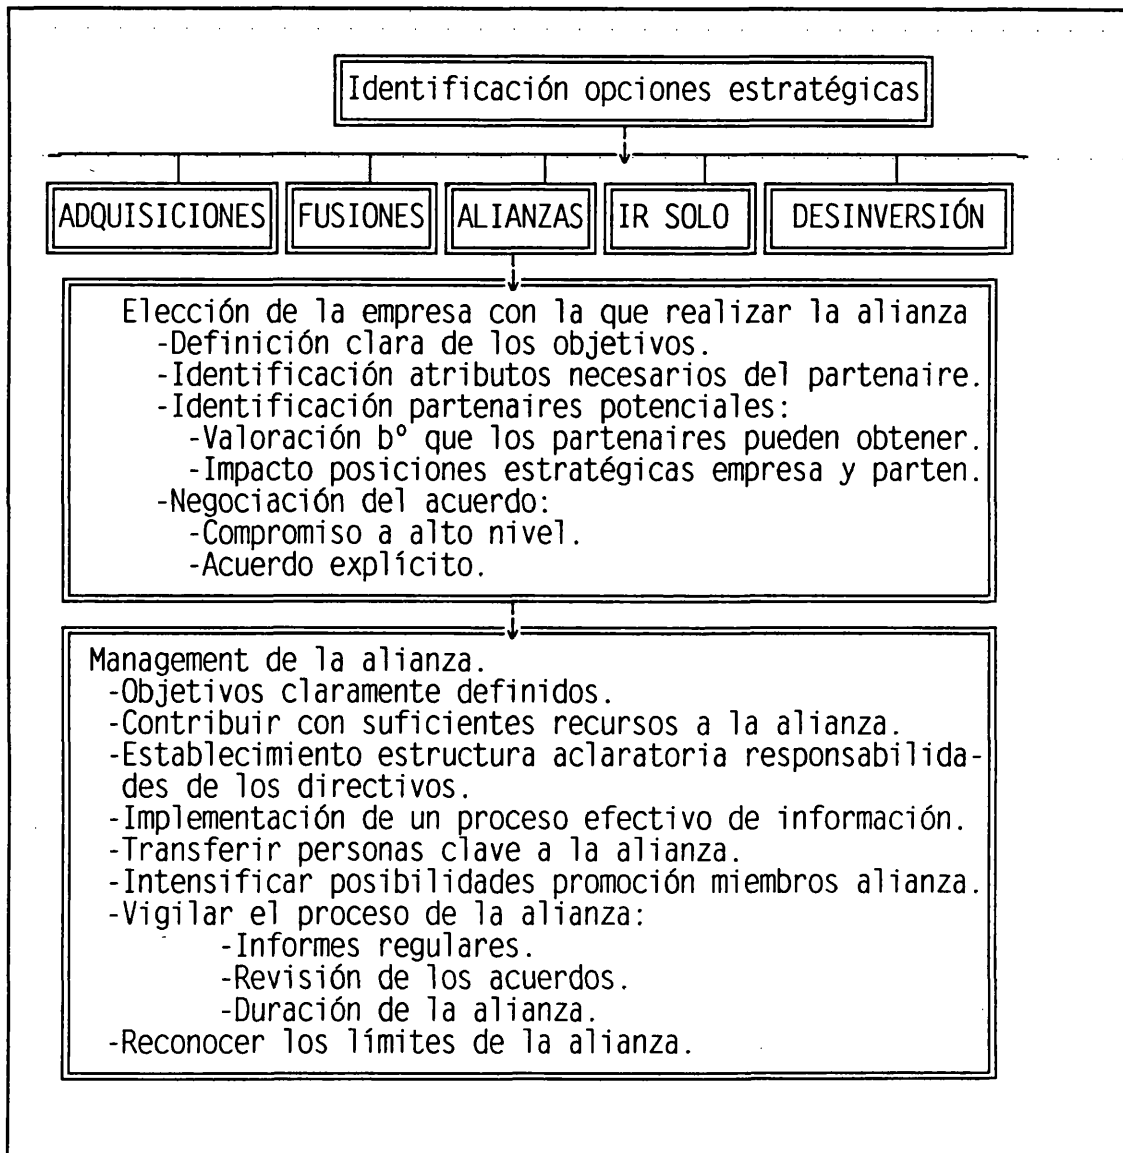 Identificación opciones estratégicas
ADQUISICIONES FUSIONES ALIANZAS IR SOLO DESINVERSIÓN
Elección de la empresa con la que realizar la alianza
-Definición clara de los objetivos.
-Identificación atributos necesarios del partenaire.
-Identificación partenaires potenciales:
-Valoración bº que los partenaires pueden obtener.
-Impacto posiciones estratégicas empresa y parten.
-Negociación del acuerdo:
-Compromiso a alto nivel.
-Acuerdo explícito.
Management de la alianza.
-Objetivos claramente definidos.
-Contribuir con suficientes recursos a la alianza.
-Establecimiento estructura aclaratoria responsabilida-
des de los directivos.
-Implementación de un proceso efectivo de información.
-Transferir personas clave a la alianza.
-Intensificar posibilidades promoción miembros alianza.
-Vigilar el proceso de la alianza:
-Informes regulares.
-Revisión de los acuerdos.
-Duración de la alianza.
-Reconocer los límites de la alianza.